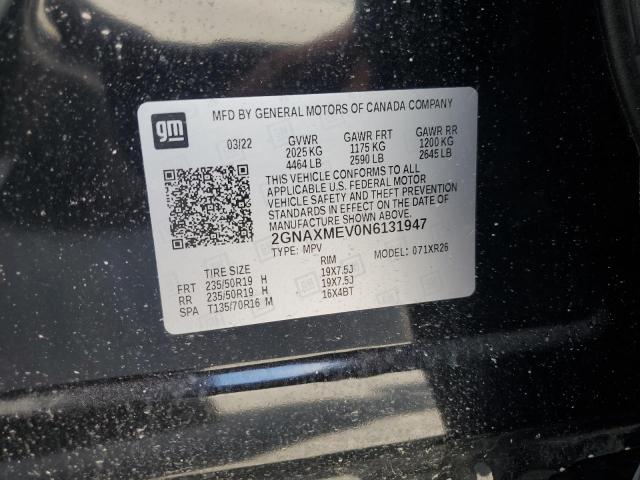 gm
MFD BY GENERAL MOTORS OF CANADA COMPANY
03/22 GVWR GAWR FRT GAWR RR
2025 KG 1175 KG 1200 KG
4464 LB 2590 LB 2645 LB
THIS VEHICLE CONFORMS TO ALL
APPLICABLE U.S. FEDERAL MOTOR
VEHICLE SAFETY AND THEFT PREVENTION
STANDARDS IN EFFECT ON THE DATE OF
MANUFACTURE SHOWN ABOVE.
2GNAXMEV0N6131947
TYPE: MPV MODEL: 071XR26
TIRE SIZE RIM
FRT 235/50R19 H 19X7.5J
RR 235/50R19 H 19X7.5J
SPA T135/70R16 M 16X4BT